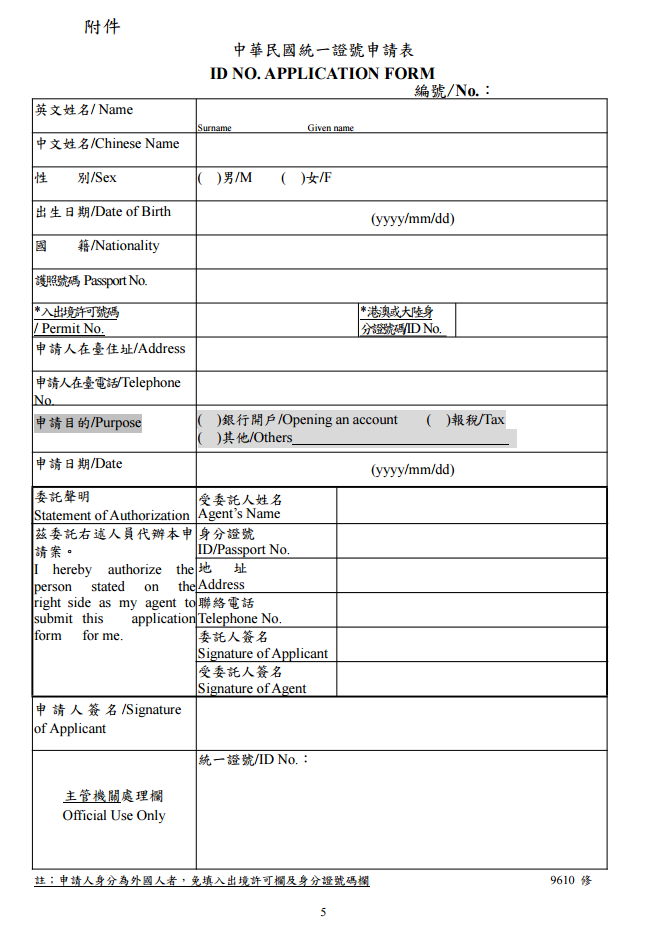 附件
中華民國統一證號申請表
ID NO. APPLICATION FORM
編號/No.：
英文姓名/ Name
Surname Given name
中文姓名/Chinese Name
性 別/Sex ( )男/M ( )女/F
出生日期/Date of Birth (yyyy/mm/dd)
國 籍/Nationality
護照號碼 Passport No.
*入出境許可號碼
/ Permit No.
*港澳或大陸身
分證號碼/ID No.
申請人在臺住址/Address
申請人在臺電話/Telephone
No.
申請目的/Purpose
( )銀行開戶/Opening an account ( )報稅/Tax
( )其他/Others
申請日期/Date (yyyy/mm/dd)
委託聲明
Statement of Authorization
茲委託右述人員代辦本申
請案。
I hereby authorize the
person stated on the
right side as my agent to
submit this application
form for me.
受委託人姓名
Agent's Name
身分證號
ID/Passport No.
地 址
Address
聯絡電話
Telephone No.
委託人簽名
Signature of Applicant
受委託人簽名
Signature of Agent
申請人簽名/Signature
of Applicant
主管機關處理欄
Official Use Only
統一證號/ID No.：
註：申請人身分為外國人者，免填入出境許可欄及身分證號碼欄 9610 修
5